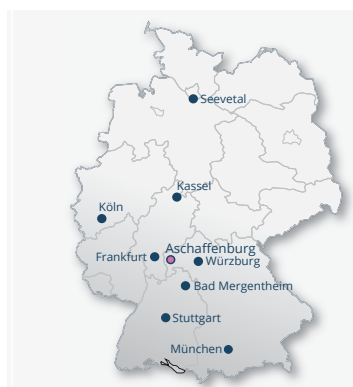 Seevetal
Kassel
Köln
Aschaffenburg
Frankfurt
Würzburg
Bad Mergentheim
Stuttgart
München